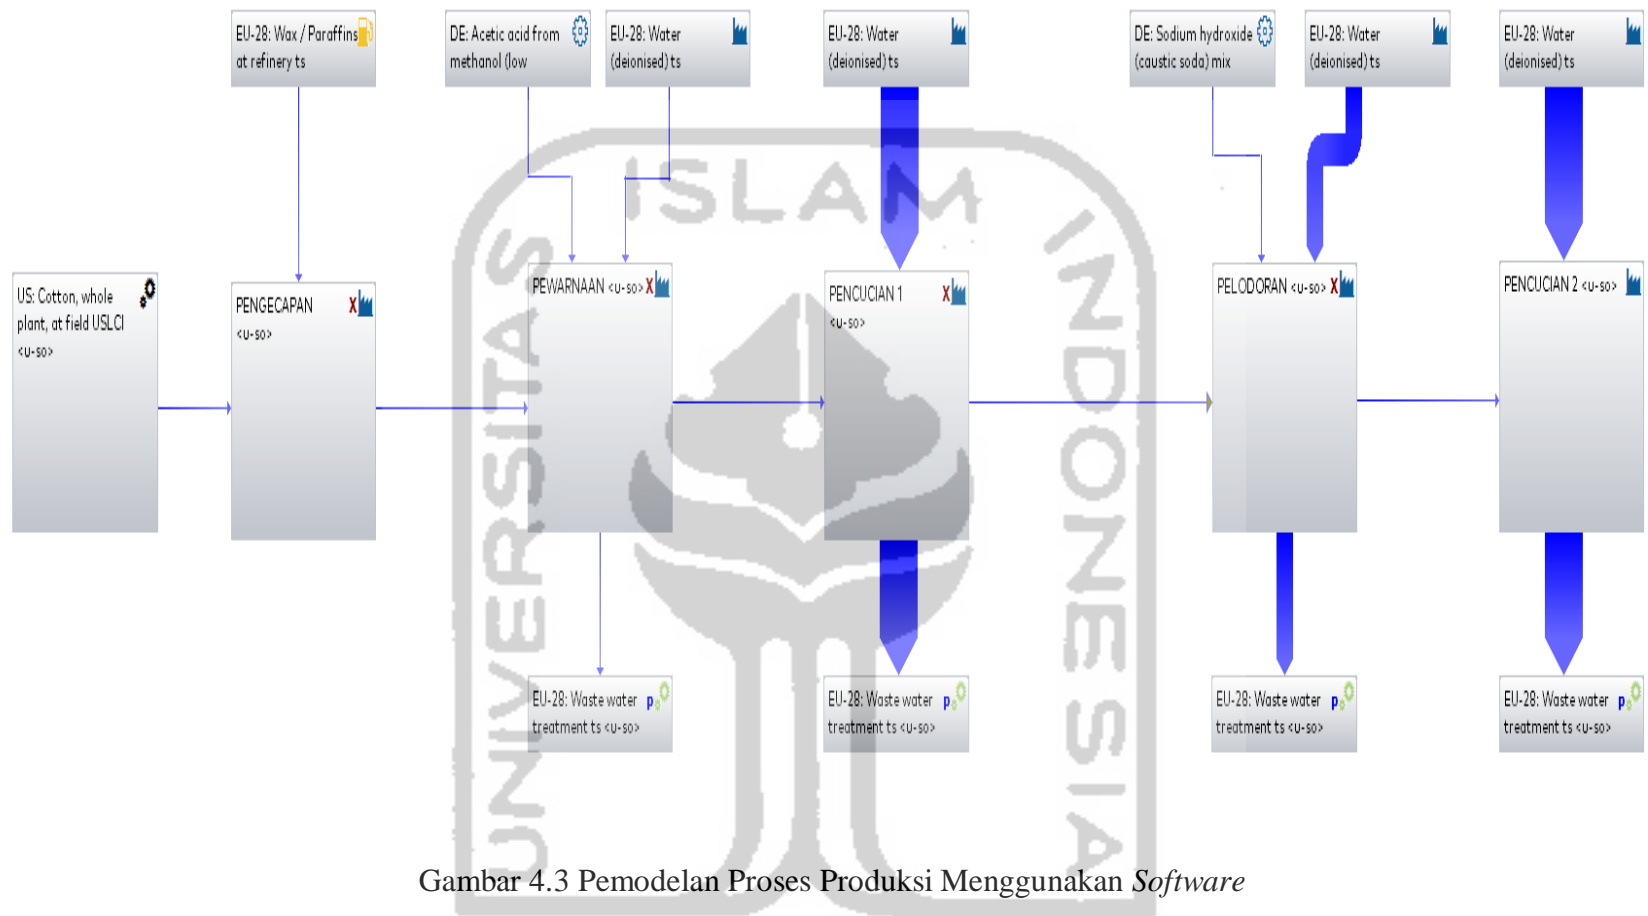 EU-28: Wax / Paraffins
at refinery ts
DE: Acetic acid from
methanol (low
EU-28: Water
(deionised) ts
EU-28: Water
(deionised) ts
DE: Sodium hydroxide
(caustic soda) mix
EU-28: Water
(deionised) ts
EU-28: Water
(deionised) ts
US: Cotton, whole
plant, at field USLCI
<u-so>
PENGECAPAN X
<u-so>
PEWARNAAN <u-so> X
PENCUCIAN 1 X
<u-so>
PELODORAN <u-so> X
PENCUCIAN 2 <u-so>
EU-28: Waste water p
treatment ts <u-so>
EU-28: Waste water p
treatment ts <u-so>
EU-28: Waste water p
treatment ts <u-so>
EU-28: Waste water p
treatment ts <u-so>
UNIVERSITAS
ISLAM
INDONESIA
Gambar 4.3 Pemodelan Proses Produksi Menggunakan Software